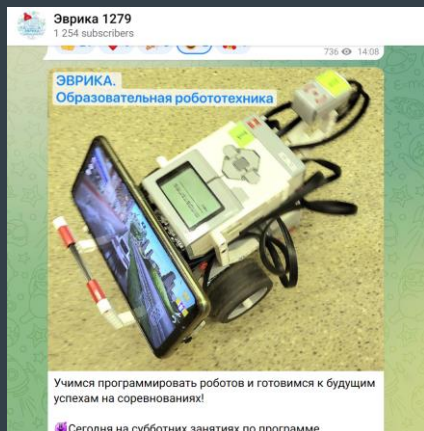 Эврика 1279
1 254 subscribers
736 14:08
ЭВРИКА.
Образовательная робототехника
Учимся программировать роботов и готовимся к будущим
успехам на соревнованиях!
Сегодня на субботних занятиях по программе